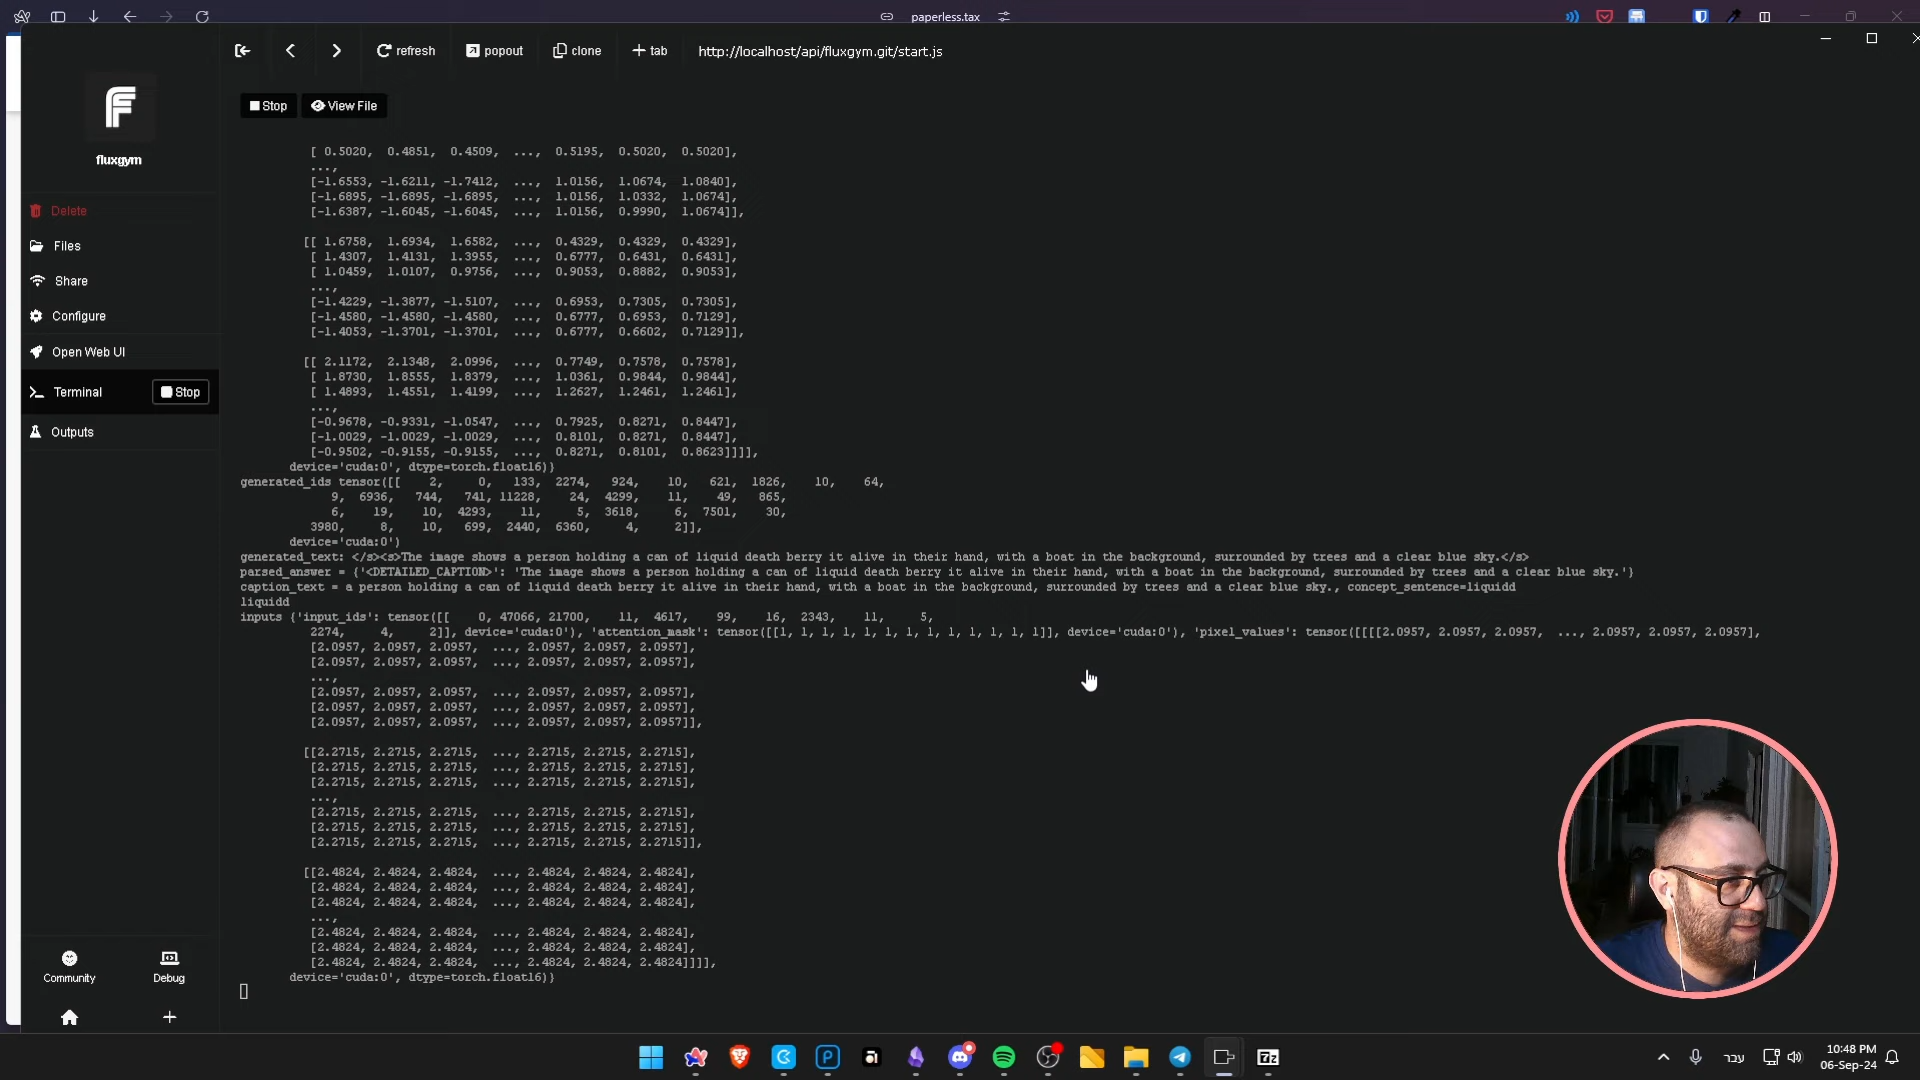 paperless.tax
refresh
popout
clone
tab
http://localhost/api/fluxgym.git/start.js
Stop
View File
fluxgym
Delete
Files
Share
Configure
Open Web UI
Terminal
Stop
Outputs
Community
Debug
[ 0.5020, 0.4851, 0.4509, ..., 0.5195, 0.5020, 0.5020],
...,
[-1.6553, -1.6211, -1.7412, ..., 1.0156, 1.0674, 1.0840],
[-1.6895, -1.6895, -1.6895, ..., 1.0156, 1.0332, 1.0674],
[-1.6387, -1.6045, -1.6045, ..., 1.0156, 0.9990, 1.0674]],
[[ 1.6758, 1.6934, 1.6582, ..., 0.4329, 0.4329, 0.4329],
[ 1.4307, 1.4131, 1.3955, ..., 0.6777, 0.6431, 0.6431],
[ 1.0459, 1.0107, 0.9756, ..., 0.9053, 0.8882, 0.9053],
...,
[-1.4229, -1.3877, -1.5107, ..., 0.6953, 0.7305, 0.7305],
[-1.4580, -1.4580, -1.4580, ..., 0.6777, 0.6953, 0.7129],
[-1.4053, -1.3701, -1.3701, ..., 0.6777, 0.6602, 0.7129]],
[[ 2.1172, 2.1348, 2.0996, ..., 0.7749, 0.7578, 0.7578],
[ 1.8730, 1.8555, 1.8379, ..., 1.0361, 0.9844, 0.9844],
[ 1.4893, 1.4551, 1.4199, ..., 1.2627, 1.2461, 1.2461],
...,
[-0.9678, -0.9331, -1.0547, ..., 0.7925, 0.8271, 0.8447],
[-1.0029, -1.0029, -1.0029, ..., 0.8101, 0.8271, 0.8447],
[-0.9502, -0.9155, -0.9155, ..., 0.8271, 0.8101, 0.8623]]]],
device='cuda:0', dtype=torch.float16)}
generated_ids tensor([[ 2, 0, 133, 2274, 924, 10, 621, 1826, 10, 64,
9, 6936, 744, 741, 11228, 24, 4299, 11, 49, 865,
6, 19, 10, 4293, 11, 5, 3618, 6, 7501, 30,
3980, 8, 10, 699, 2440, 6360, 4, 2]],
device='cuda:0')
generated_text: </s><s>The image shows a person holding a can of liquid death berry it alive in their hand, with a boat in the background, surrounded by trees and a clear blue sky.</s>
parsed_answer = {'<DETAILED_CAPTION>': 'The image shows a person holding a can of liquid death berry it alive in their hand, with a boat in the background, surrounded by trees and a clear blue sky.'}
caption_text = a person holding a can of liquid death berry it alive in their hand, with a boat in the background, surrounded by trees and a clear blue sky., concept_sentence=liquidd
liquidd
inputs {'input_ids': tensor([[ 0, 47066, 21700, 11, 4617, 99, 16, 2343, 11, 5,
2274, 4, 2]], device='cuda:0'), 'attention_mask': tensor([[1, 1, 1, 1, 1, 1, 1, 1, 1, 1, 1, 1, 1]], device='cuda:0'), 'pixel_values': tensor([[[[2.0957, 2.0957, 2.0957, ..., 2.0957, 2.0957, 2.0957],
[2.0957, 2.0957, 2.0957, ..., 2.0957, 2.0957, 2.0957],
[2.0957, 2.0957, 2.0957, ..., 2.0957, 2.0957, 2.0957],
...,
[2.0957, 2.0957, 2.0957, ..., 2.0957, 2.0957, 2.0957],
[2.0957, 2.0957, 2.0957, ..., 2.0957, 2.0957, 2.0957],
[2.0957, 2.0957, 2.0957, ..., 2.0957, 2.0957, 2.0957]],
[[2.2715, 2.2715, 2.2715, ..., 2.2715, 2.2715, 2.2715],
[2.2715, 2.2715, 2.2715, ..., 2.2715, 2.2715, 2.2715],
[2.2715, 2.2715, 2.2715, ..., 2.2715, 2.2715, 2.2715],
...,
[2.2715, 2.2715, 2.2715, ..., 2.2715, 2.2715, 2.2715],
[2.2715, 2.2715, 2.2715, ..., 2.2715, 2.2715, 2.2715],
[2.2715, 2.2715, 2.2715, ..., 2.2715, 2.2715, 2.2715]],
[[2.4824, 2.4824, 2.4824, ..., 2.4824, 2.4824, 2.4824],
[2.4824, 2.4824, 2.4824, ..., 2.4824, 2.4824, 2.4824],
[2.4824, 2.4824, 2.4824, ..., 2.4824, 2.4824, 2.4824],
...,
[2.4824, 2.4824, 2.4824, ..., 2.4824, 2.4824, 2.4824],
[2.4824, 2.4824, 2.4824, ..., 2.4824, 2.4824, 2.4824],
[2.4824, 2.4824, 2.4824, ..., 2.4824, 2.4824, 2.4824]]]],
device='cuda:0', dtype=torch.float16)}
עבר
10:48 PM
06-Sep-24